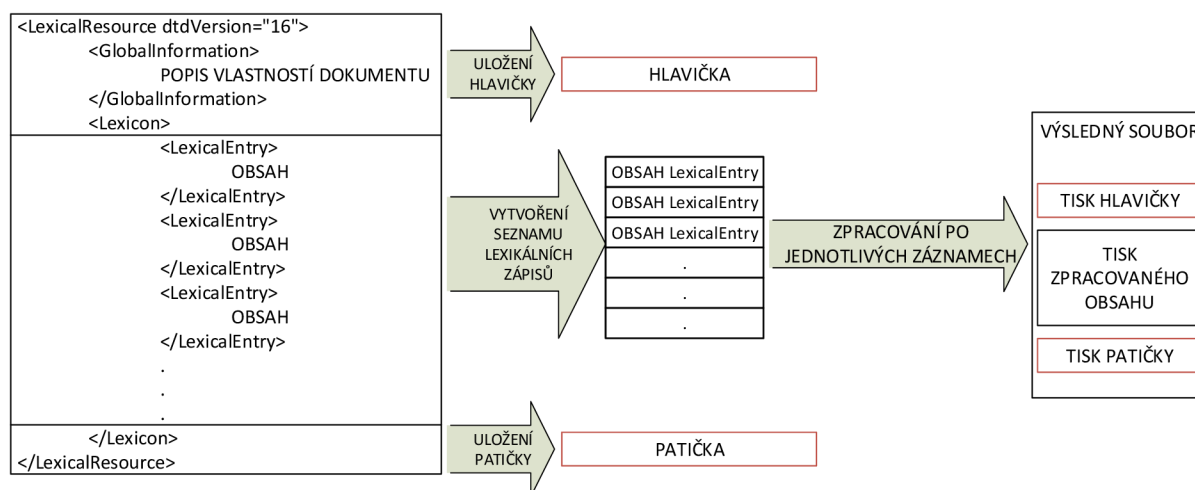 <LexicalResource dtdVersion="16">
<GlobalInformation>
POPIS VLASTNOSTÍ DOKUMENTU
</GlobalInformation>
<Lexicon>
<LexicalEntry>
OBSAH
</LexicalEntry>
<LexicalEntry>
OBSAH
</LexicalEntry>
<LexicalEntry>
OBSAH
</LexicalEntry>
.
.
.
</Lexicon>
</LexicalResource>
ULOŽENÍ
HLAVIČKY
HLAVIČKA
VYTVOŘENÍ
SEZNAMU
LEXIKÁLNÍCH
ZÁPISŮ
OBSAH LexicalEntry
OBSAH LexicalEntry
OBSAH LexicalEntry
.
.
.
ZPRACOVÁNÍ PO
JEDNOTLIVÝCH ZÁZNAMECH
ULOŽENÍ
PATIČKY
PATIČKA
VÝSLEDNÝ SOUBOR
TISK HLAVIČKY
TISK
ZPRACOVANÉHO
OBSAHU
TISK PATIČKY